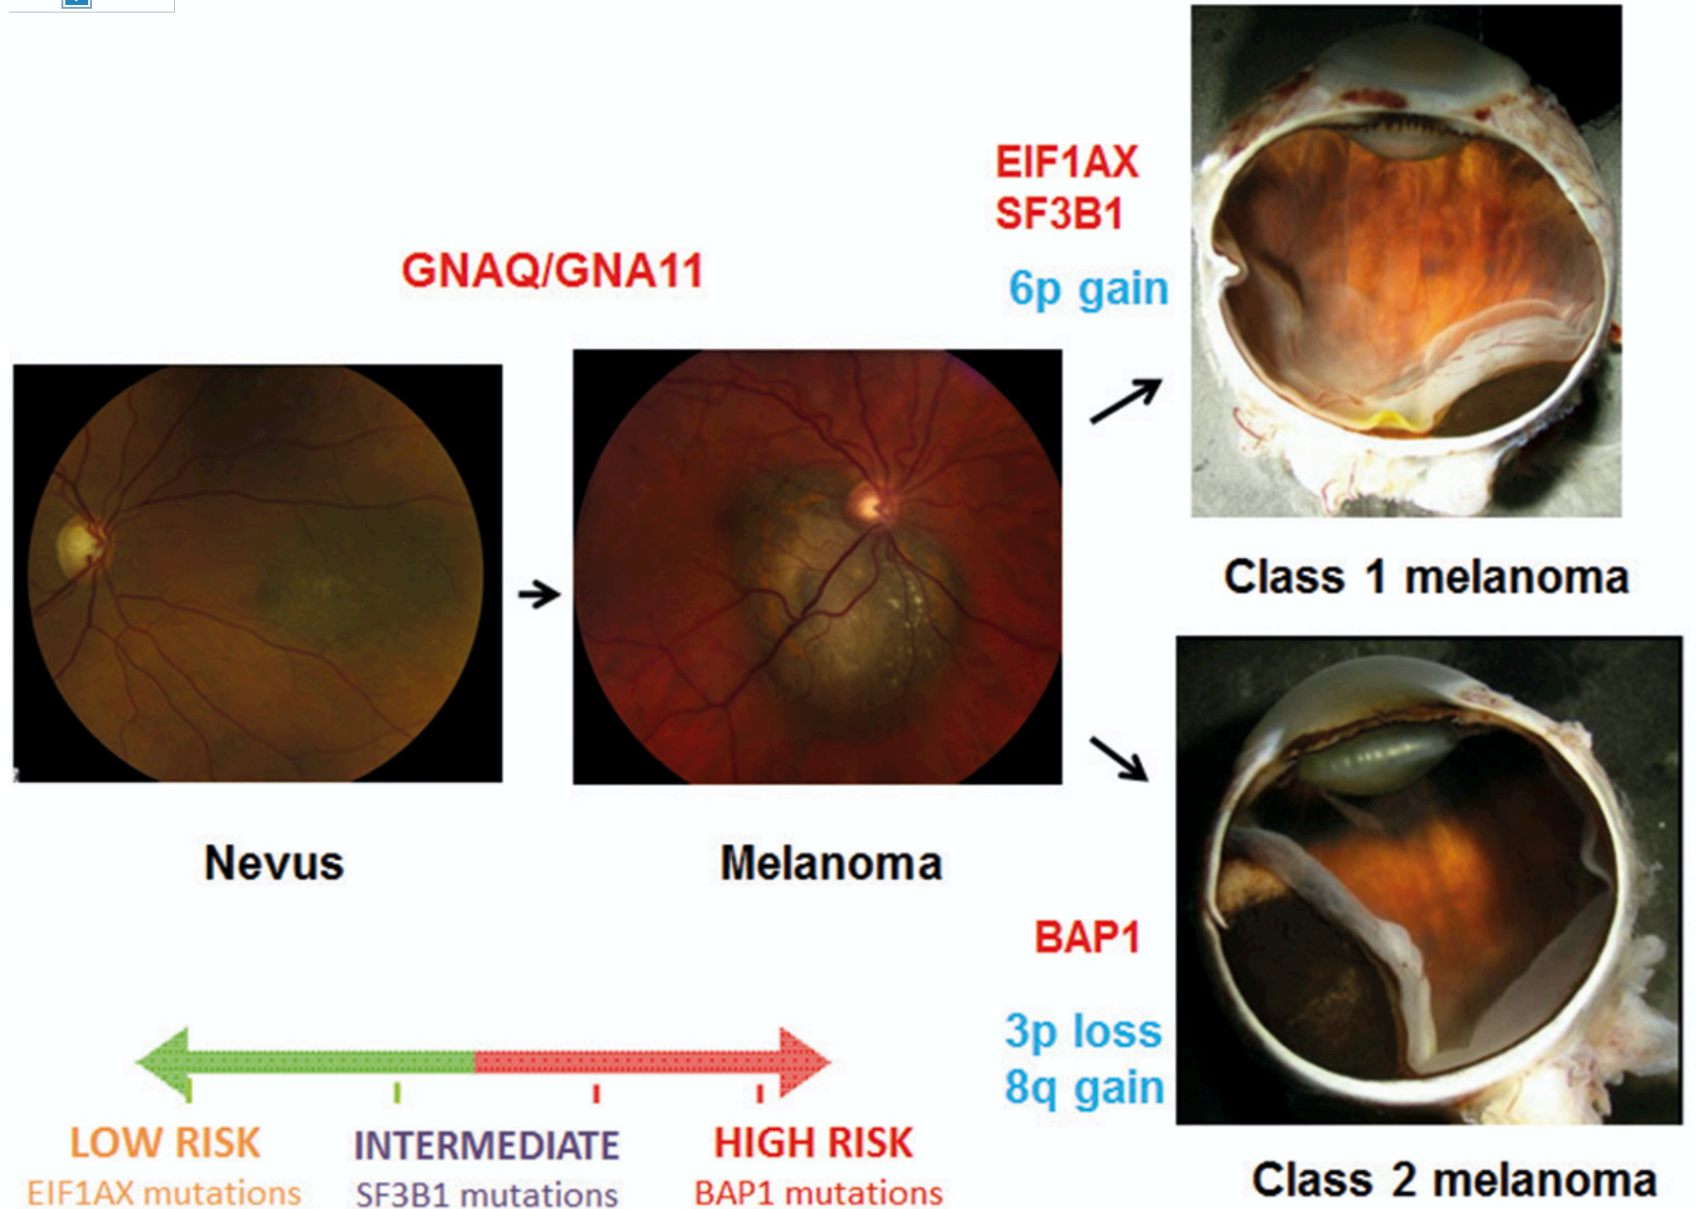 EIF1AX
SF3B1
6p gain
GNAQ/GNA11
Class 1 melanoma
Nevus
Melanoma
BAP1
3p loss
8q gain
Class 2 melanoma
LOW RISK
EIF1AX mutations
INTERMEDIATE
SF3B1 mutations
HIGH RISK
BAP1 mutations